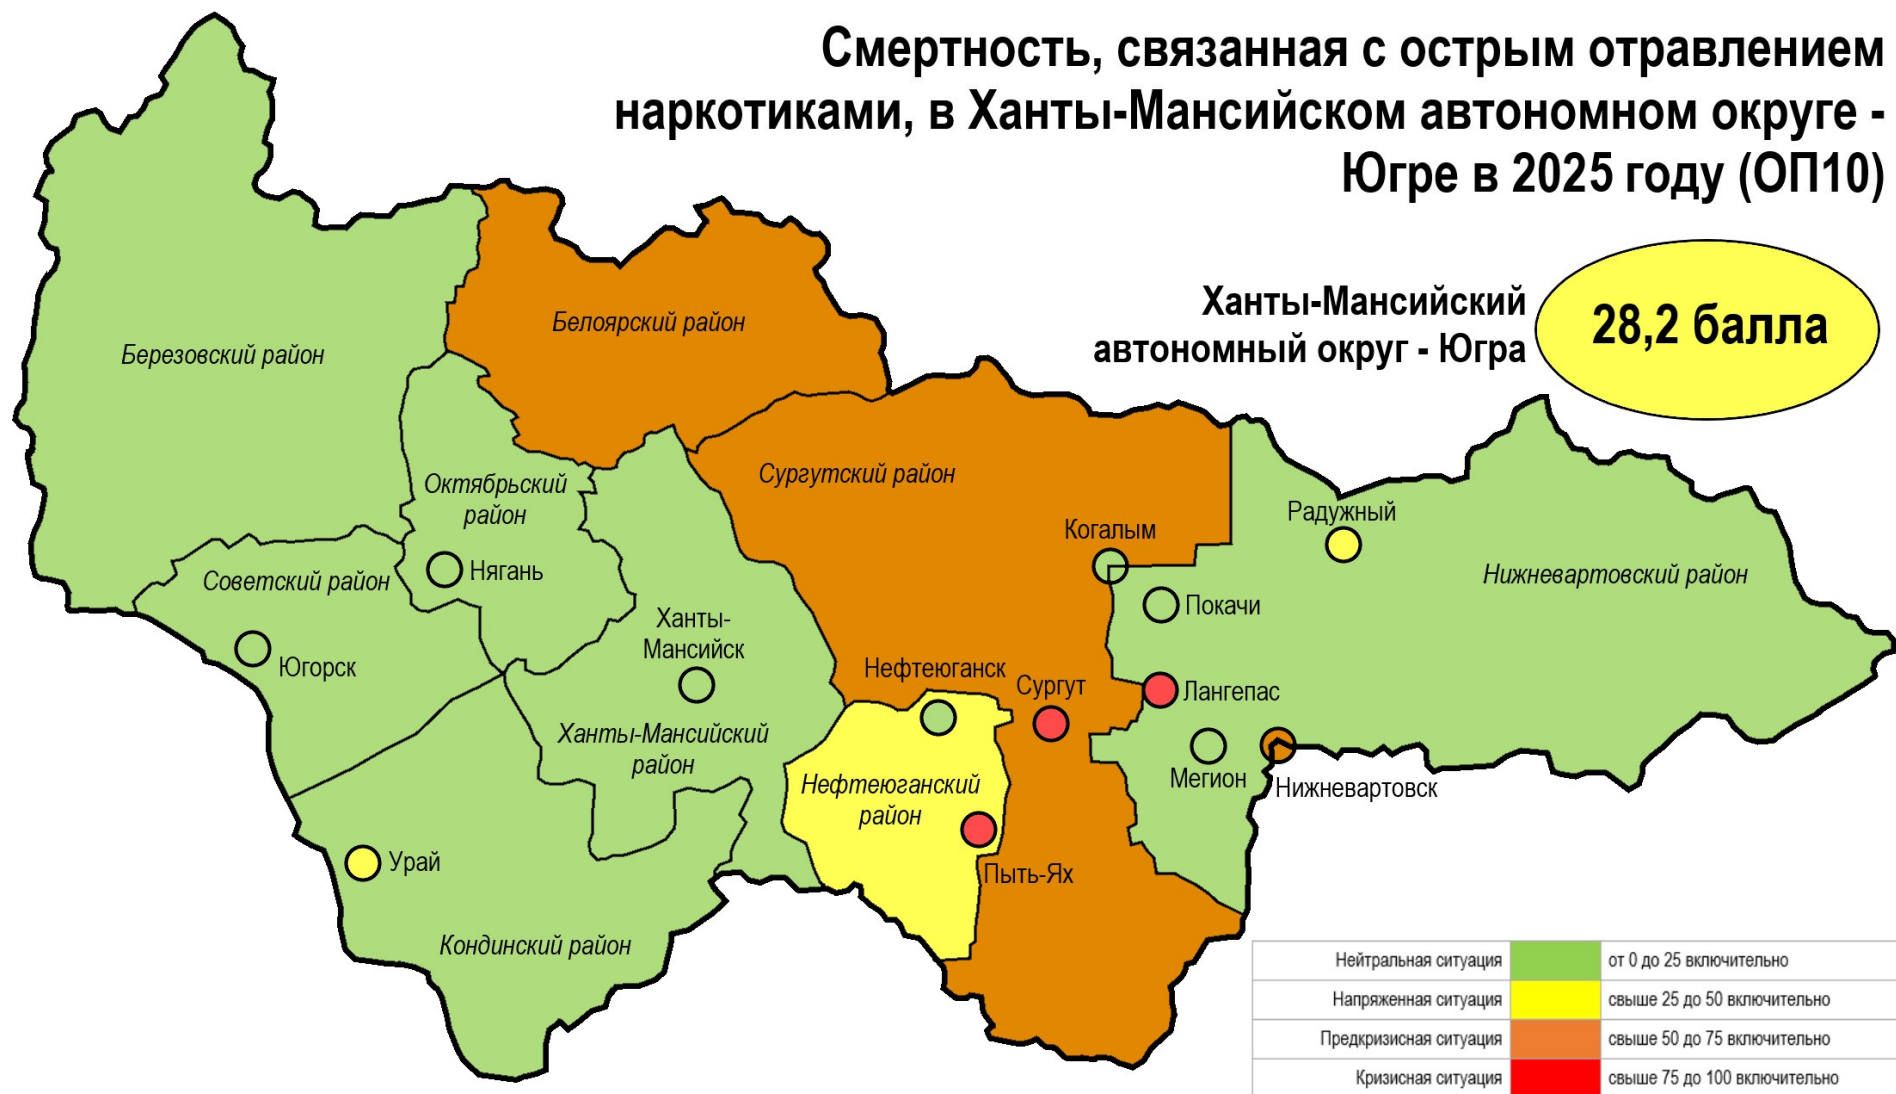 Смертность, связанная с острым отравлением
наркотиками, в Ханты-Мансийском автономном округе -
Югре в 2025 году (ОП10)
Ханты-Мансийский
автономный округ - Югра
28,2 балла
Белоярский район
Березовский район
Сургутский район
Октябрьский
район
Когалым
Радужный
Нягань
Советский район
Нижневартовский район
Покачи
Ханты-
Мансийск
Югорск
Нефтеюганск
Сургут
Лангепас
Ханты-Мансийский
район
Мегион
Нижневартовск
Нефтеюганский
район
Урай
Пыть-Ях
Кондинский район
Нейтральная ситуация от 0 до 25 включительно
Напряженная ситуация свыше 25 до 50 включительно
Предкризисная ситуация свыше 50 до 75 включительно
Кризисная ситуация свыше 75 до 100 включительно